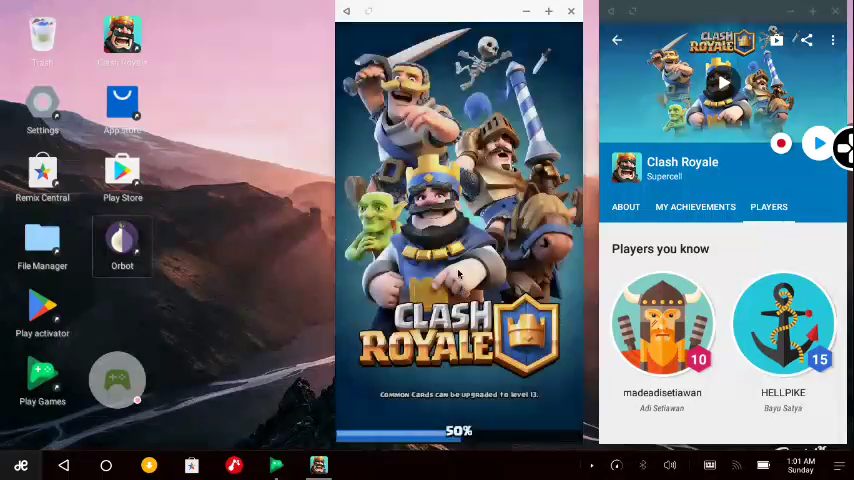 Trash
Clash Royale
Settings
App store
Remix Central
Play Store
File Manager
Orbot
Play activator
Play Games
CLASH
ROYALE
Common Cards can be upgraded to level 13.
50%
CLASH
ROYALE
Clash Royale
Supercell
ABOUT
MY ACHIEVEMENTS
PLAYERS
Players you know
10
15
madeadisetiawan
HELLPIKE
Adi Setiawan
Bayu Satya
1:01 AM
Sunday